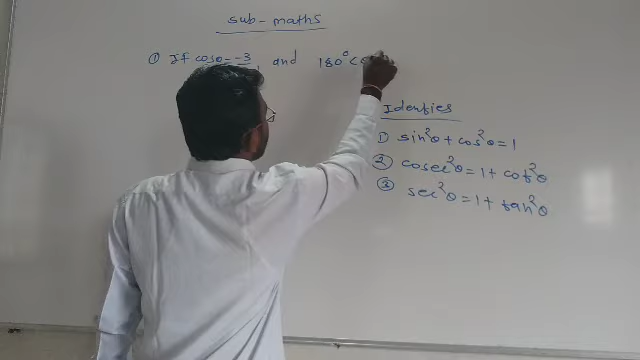 sub-maths
① If cosθ = -3 and 180°<
Identies
① sin²θ + cos²θ = 1
② cosec²θ = 1 + cot²θ
③ sec²θ = 1 + tan²θ